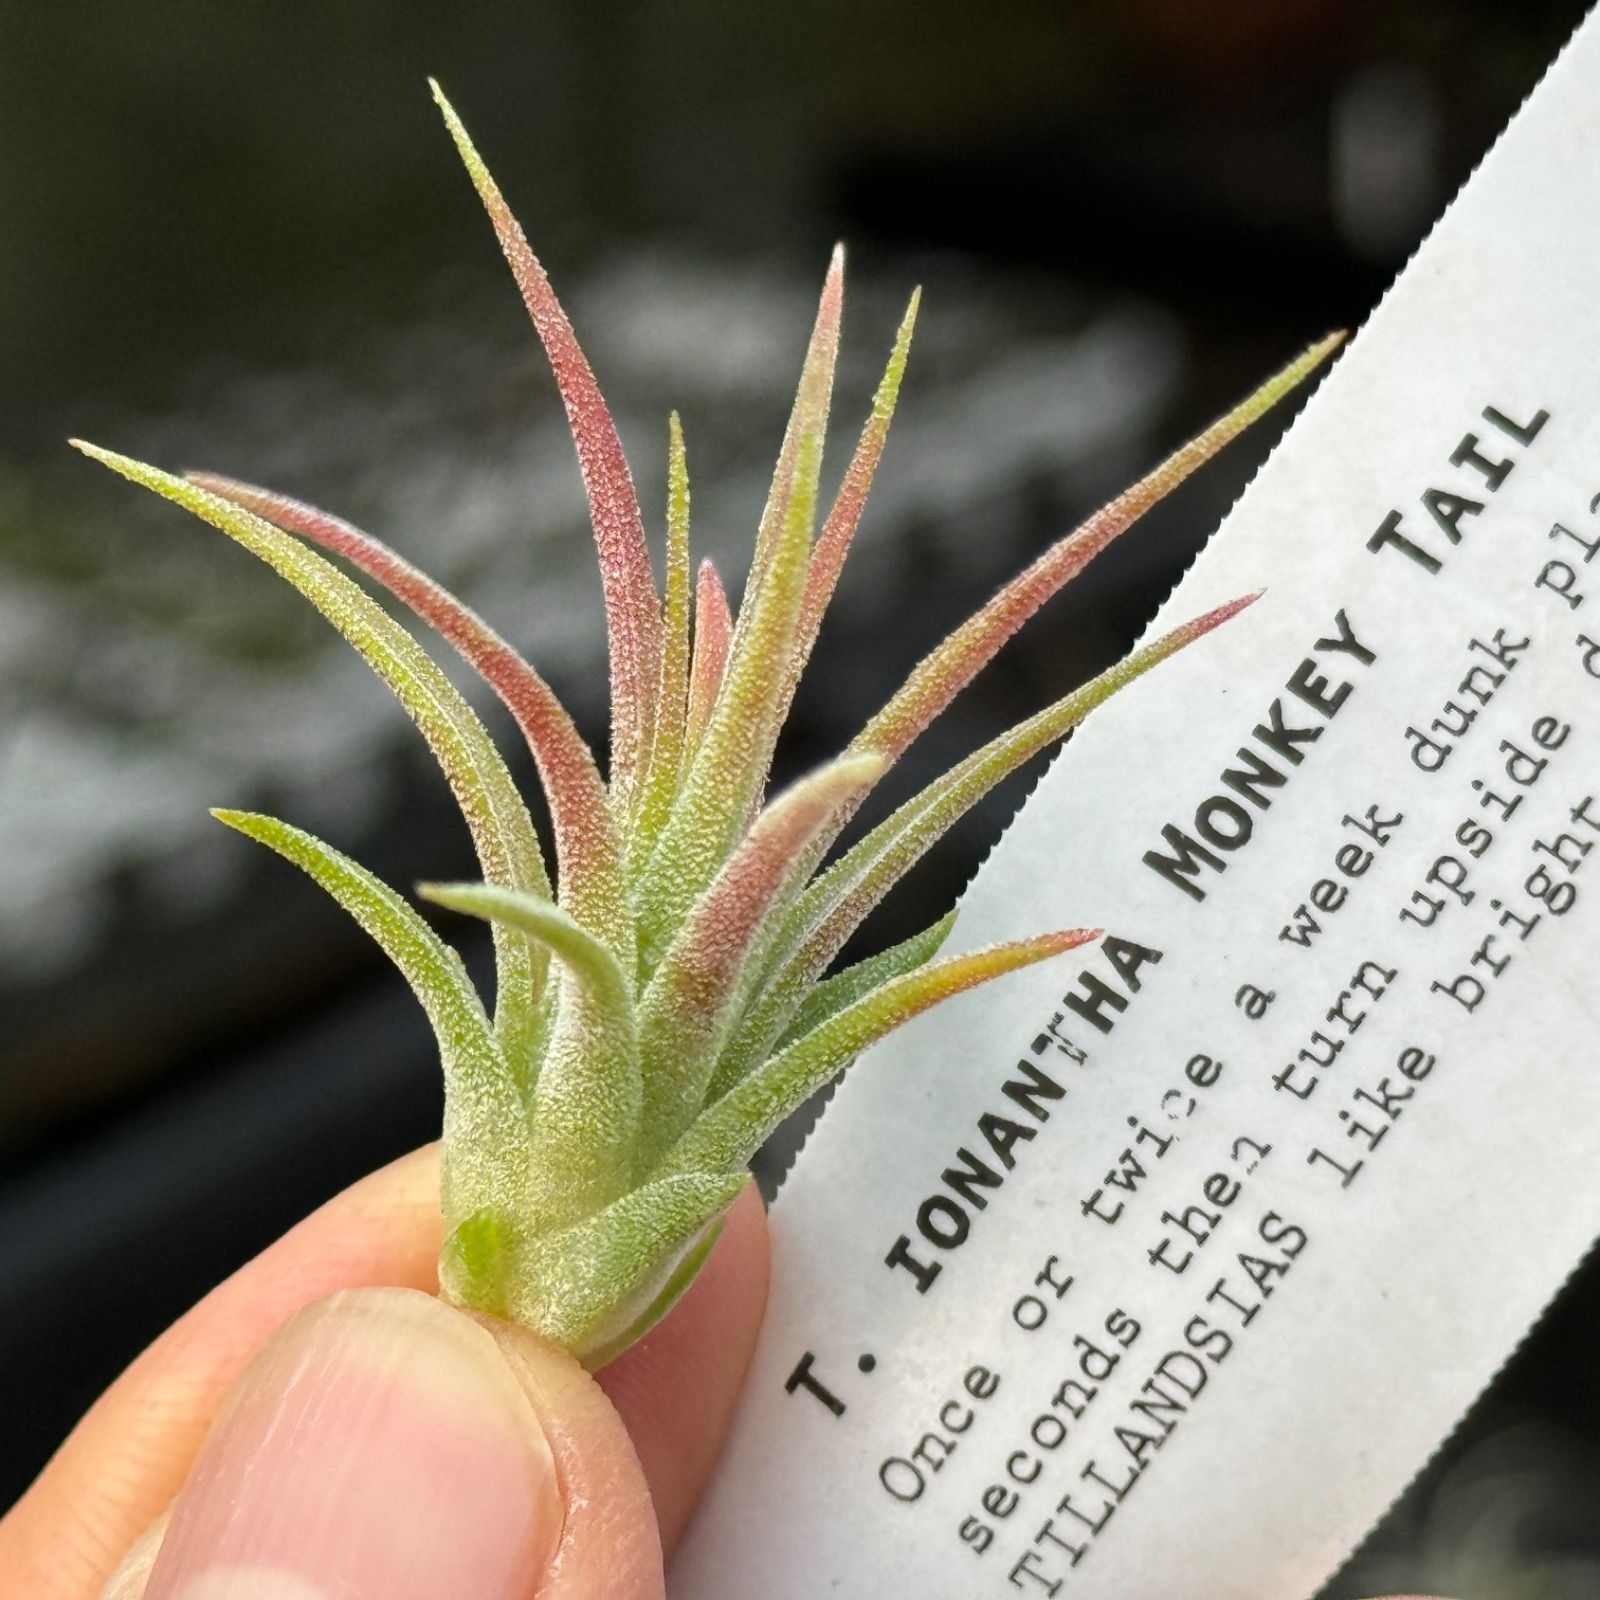 T. IONANTHA MONKEY TAIL
Once or twice a week dunk
seconds then turn upside
TILLANDSIAS like bright